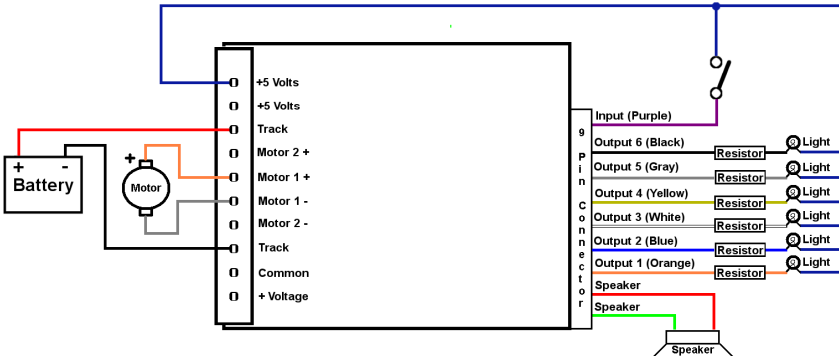 +5 Volts
+5 Volts
Track
Motor 2 +
Motor 1 +
Motor 1 -
Motor 2 -
Track
Common
+ Voltage
+ -
Battery
+
Motor
9 Pin Connector
Input (Purple)
Output 6 (Black) Resistor Light
Output 5 (Gray) Resistor Light
Output 4 (Yellow) Resistor Light
Output 3 (White) Resistor Light
Output 2 (Blue) Resistor Light
Output 1 (Orange) Resistor Light
Speaker
Speaker
Speaker